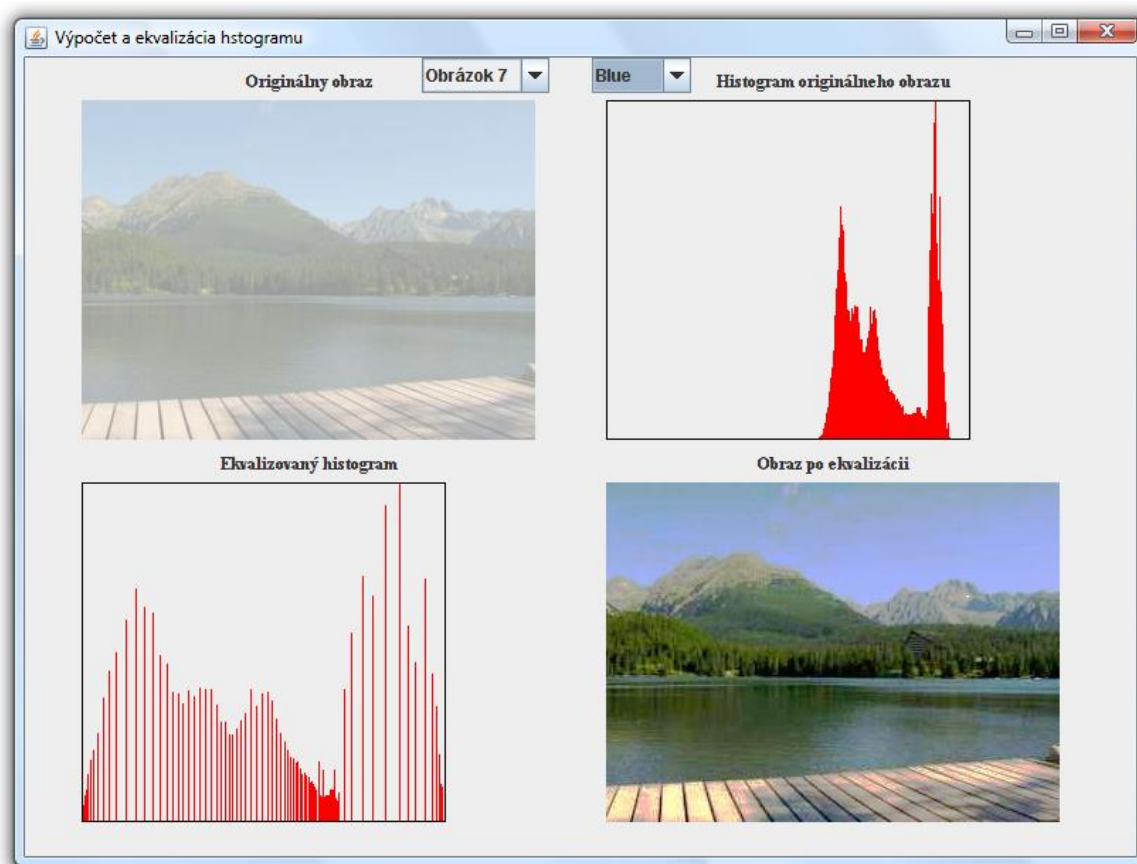 Výpočet a ekvalizácia hstogramu
Originálny obraz
Obrázok 7
Blue
Histogram originálneho obrazu
Ekvalizovaný histogram
Obraz po ekvalizácii